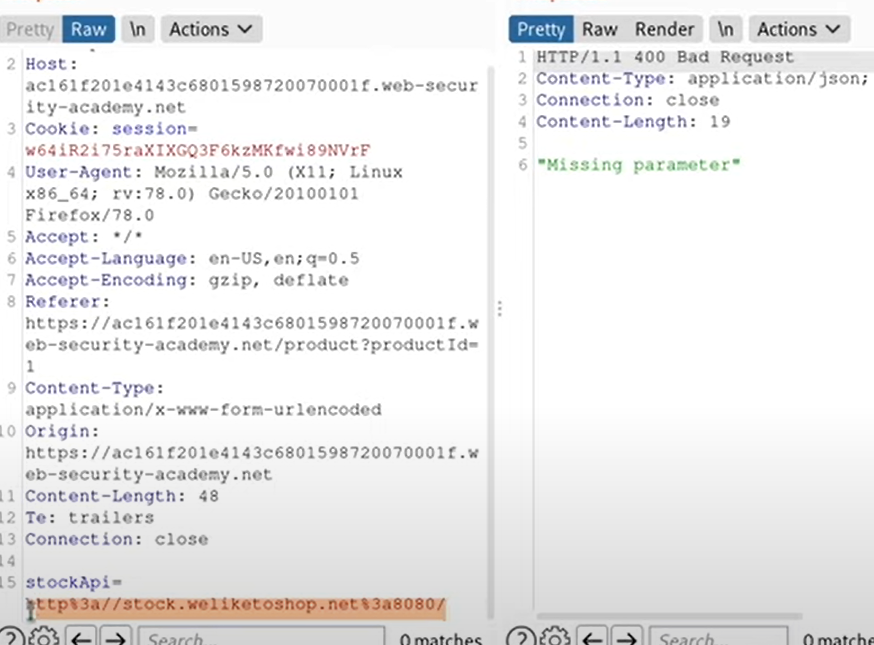 Pretty Raw \n Actions
2 Host:
ac161f201e4143c6801598720070001f.web-secur
ity-academy.net
3 Cookie: session=
w64iR2i75raXIXGQ3F6kzMKfwi89NVrF
4 User-Agent: Mozilla/5.0 (X11; Linux
x86_64; rv:78.0) Gecko/20100101
Firefox/78.0
5 Accept: */*
6 Accept-Language: en-US,en;q=0.5
7 Accept-Encoding: gzip, deflate
8 Referer:
https://ac161f201e4143c6801598720070001f.w
eb-security-academy.net/product?productId=
1
9 Content-Type:
application/x-www-form-urlencoded
10 Origin:
https://ac161f201e4143c6801598720070001f.w
eb-security-academy.net
11 Content-Length: 48
12 Te: trailers
13 Connection: close
14
15 stockApi=
http%3a//stock.weliketoshop.net%3a8080/
? Search... 0 matches
Pretty Raw Render \n Actions
1 HTTP/1.1 400 Bad Request
2 Content-Type: application/json;
3 Connection: close
4 Content-Length: 19
5
6 "Missing parameter"
? Search... 0 matche